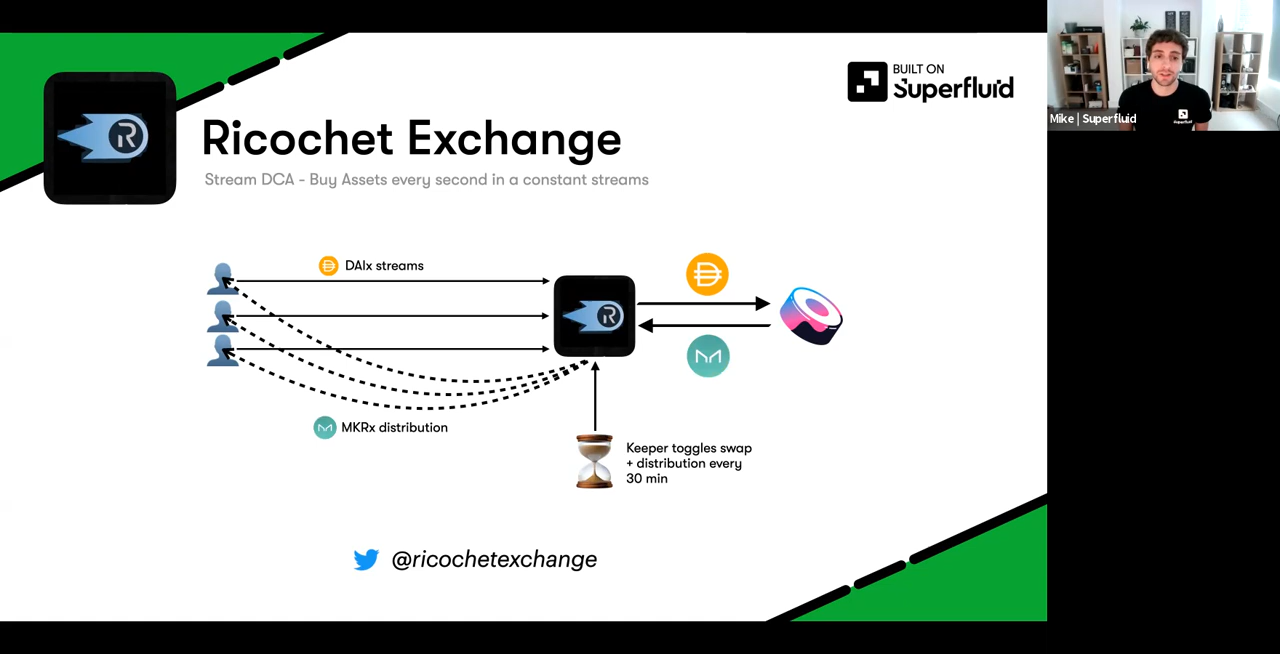 BUILT ON
Superfluid
Mike | Superfluid
Superfluid
R
Ricochet Exchange
Stream DCA - Buy Assets every second in a constant streams
DAIx streams
R
MKRx distribution
Keeper toggles swap
+ distribution every
30 min
@ricochetexchange